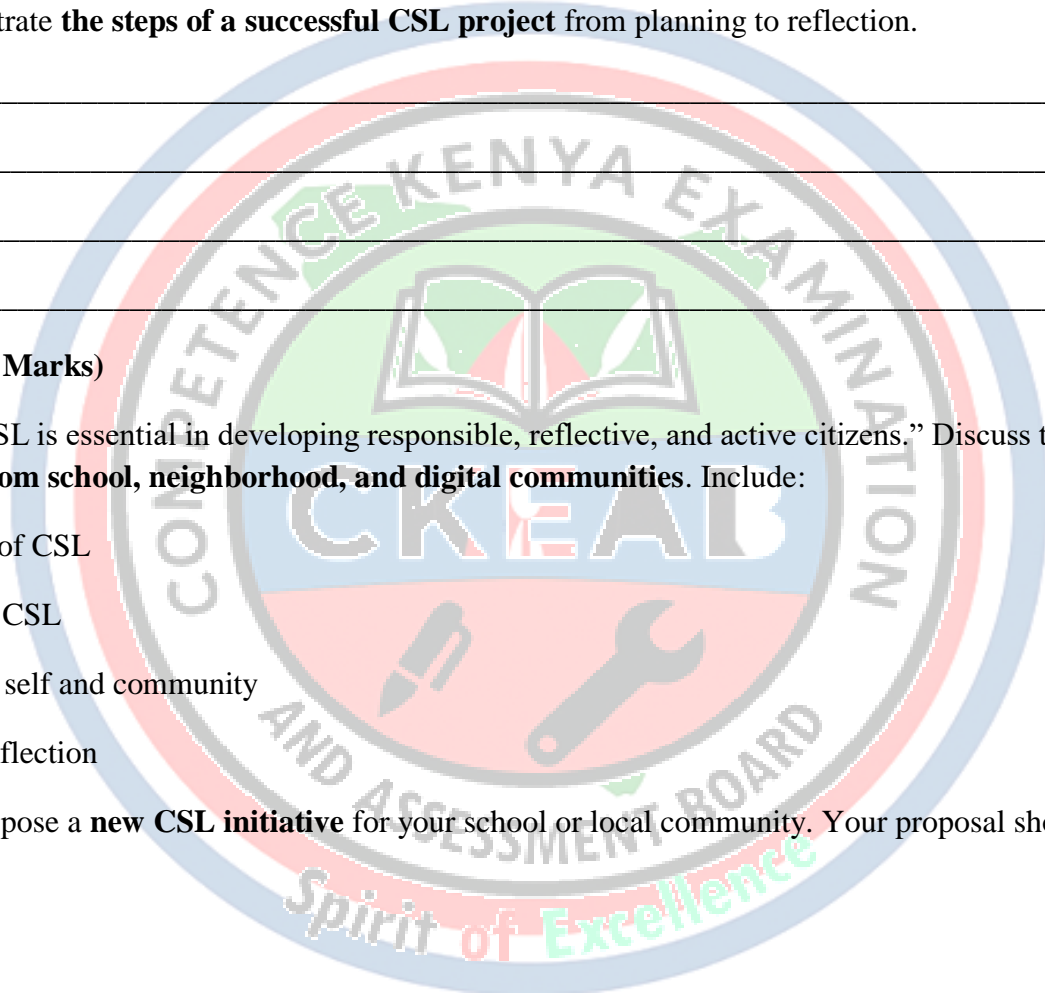 trate the steps of a successful CSL project from planning to reflection.
COMPETENCE KENYA EXAMINATION
Marks)
SL is essential in developing responsible, reflective, and active citizens.” Discuss t
om school, neighborhood, and digital communities. Include:
CKEAB
of CSL
CSL
self and community
flection
pose a new CSL initiative for your school or local community. Your proposal sho
AND ASSESSMENT BOARD
Spirit of Excellence